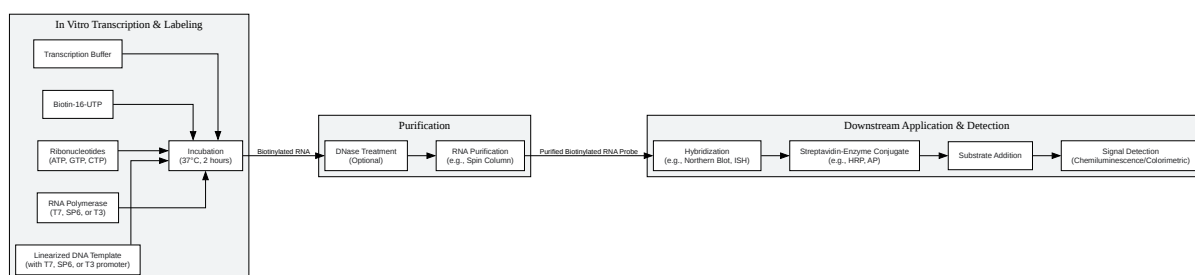 In Vitro Transcription & Labeling
Transcription Buffer
Biotin-16-UTP
Ribonucleotides
(ATP, GTP, CTP)
Incubation
(37°C, 2 hours)
RNA Polymerase
(T7, SP6, or T3)
Linearized DNA Template
(with T7, SP6, or T3 promoter)
Biotinylated RNA
Purification
DNase Treatment
(Optional)
RNA Purification
(e.g., Spin Column)
Purified Biotinylated RNA Probe
Downstream Application & Detection
Hybridization
(e.g., Northern Blot, ISH)
Streptavidin-Enzyme Conjugate
(e.g., HRP, AP)
Substrate Addition
Signal Detection
(Chemiluminescence/Colorimetric)